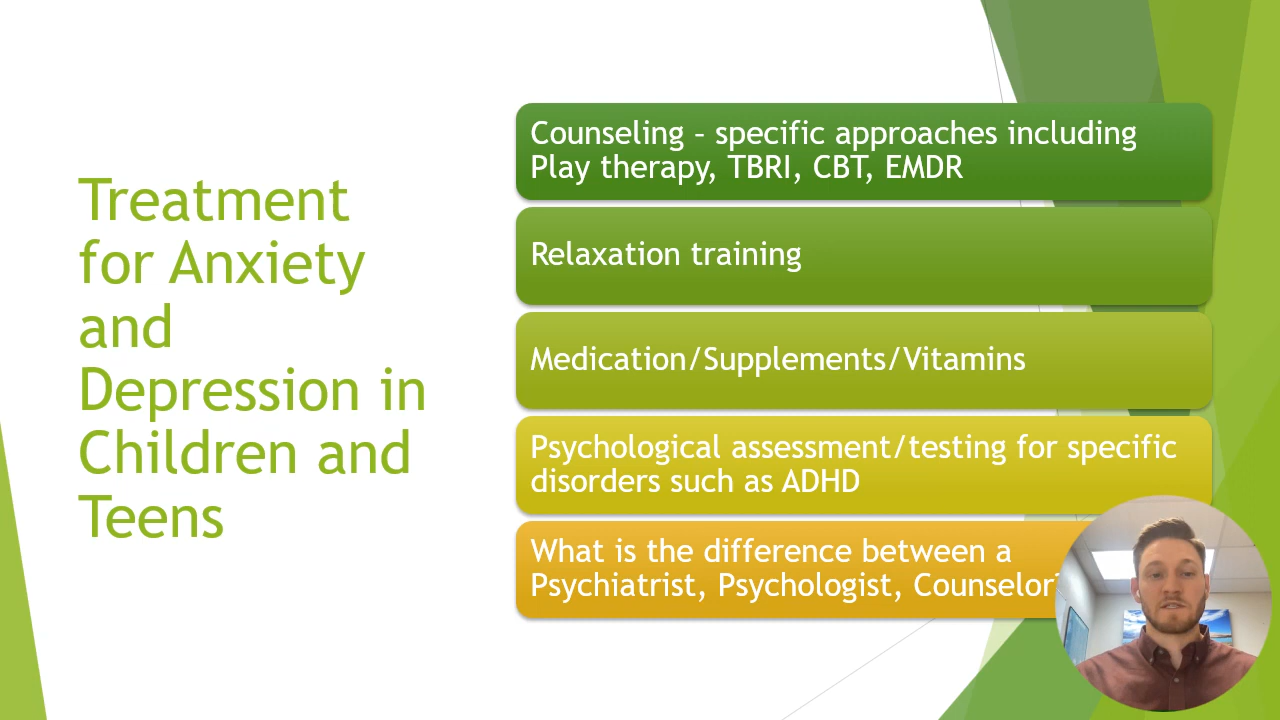 Treatment
for Anxiety
and
Depression in
Children and
Teens
Counseling – specific approaches including
Play therapy, TBRI, CBT, EMDR
Relaxation training
Medication/Supplements/Vitamins
Psychological assessment/testing for specific
disorders such as ADHD
What is the difference between a
Psychiatrist, Psychologist, Counselor?